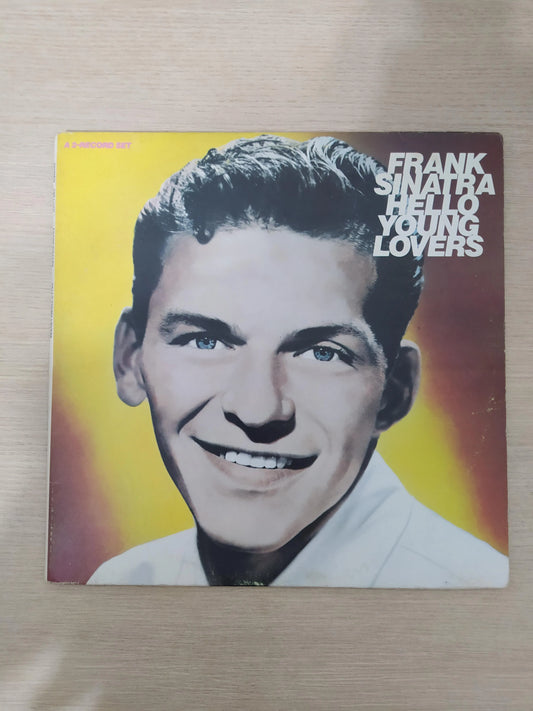 A 2-RECORD SET
FRANK
SINATRA
HELLO
YOUNG
LOVERS